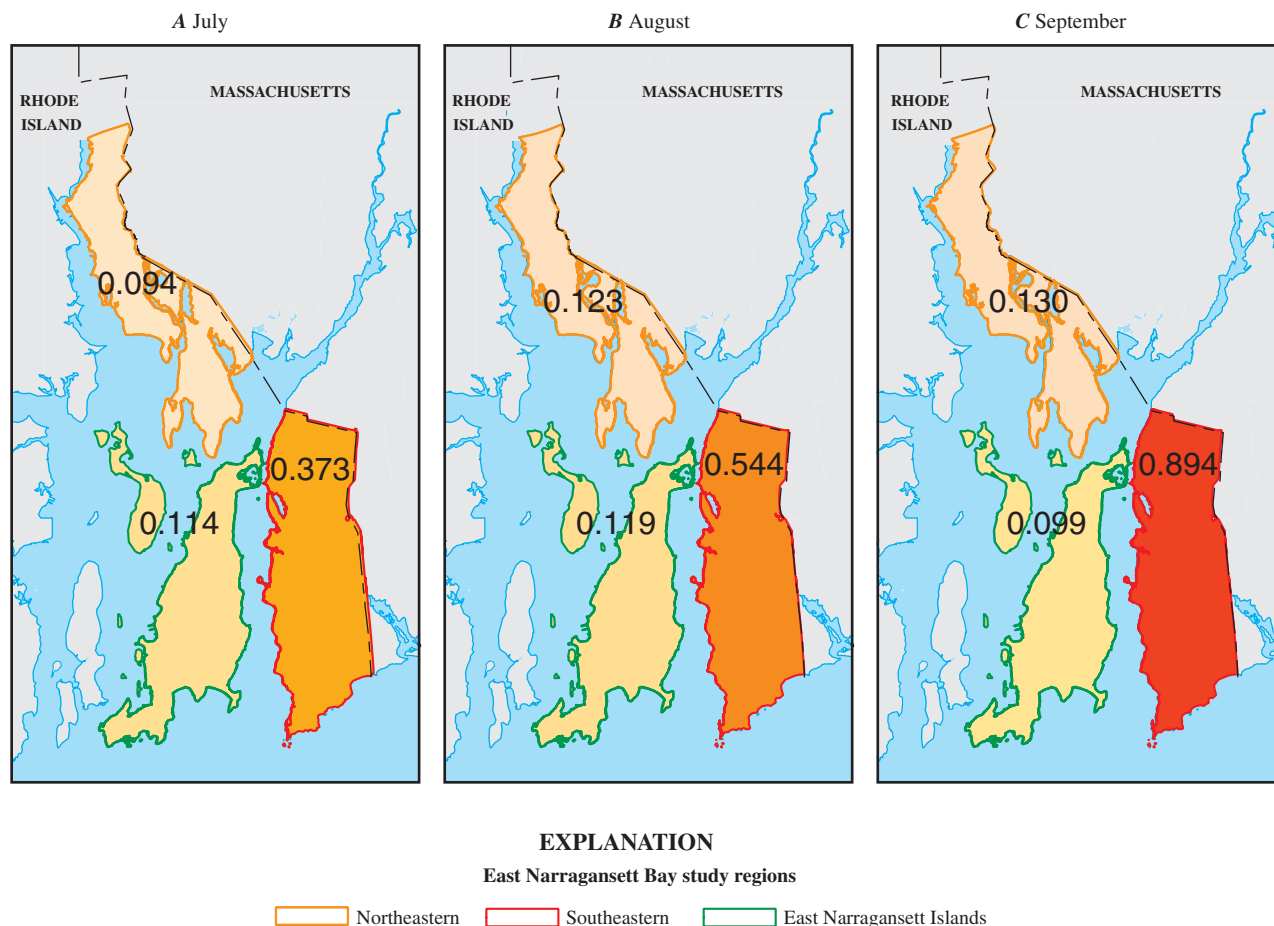 A July
B August
C September
RHODE
ISLAND
MASSACHUSETTS
0.094
0.373
0.114
RHODE
ISLAND
MASSACHUSETTS
0.123
0.544
0.119
RHODE
ISLAND
MASSACHUSETTS
0.130
0.894
0.099
EXPLANATION
East Narragansett Bay study regions
Northeastern
Southeastern
East Narragansett Islands